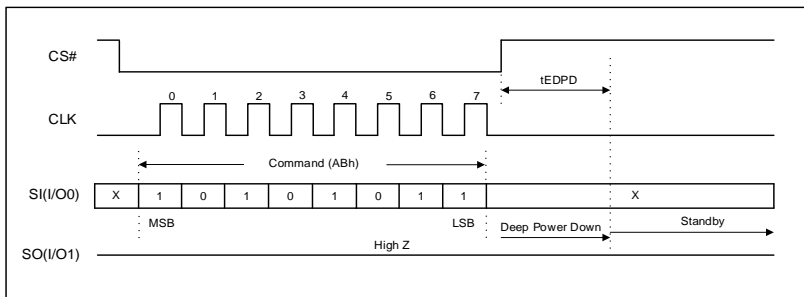 CS#
tEDPD
0 1 2 3 4 5 6 7
CLK
Command (ABh)
SI(I/O0) X 1 0 1 0 1 0 1 1 X
MSB LSB Deep Power Down Standby
High Z
SO(I/O1)